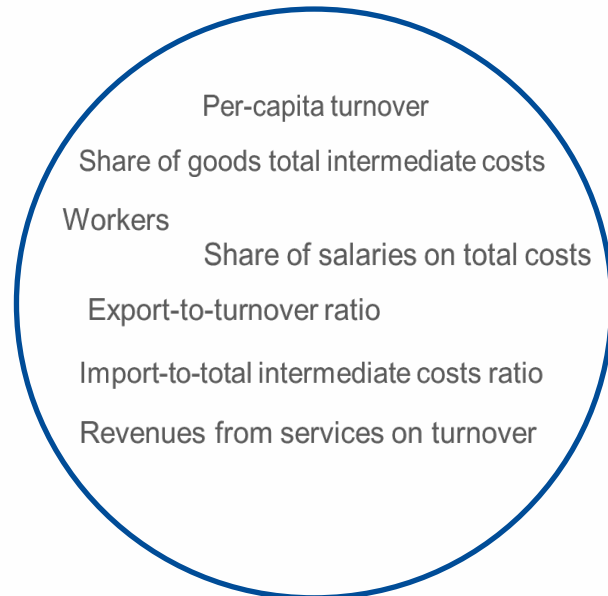 Per-capita turnover
Share of goods total intermediate costs
Workers
Share of salaries on total costs
Export-to-turnover ratio
Import-to-total intermediate costs ratio
Revenues from services on turnover